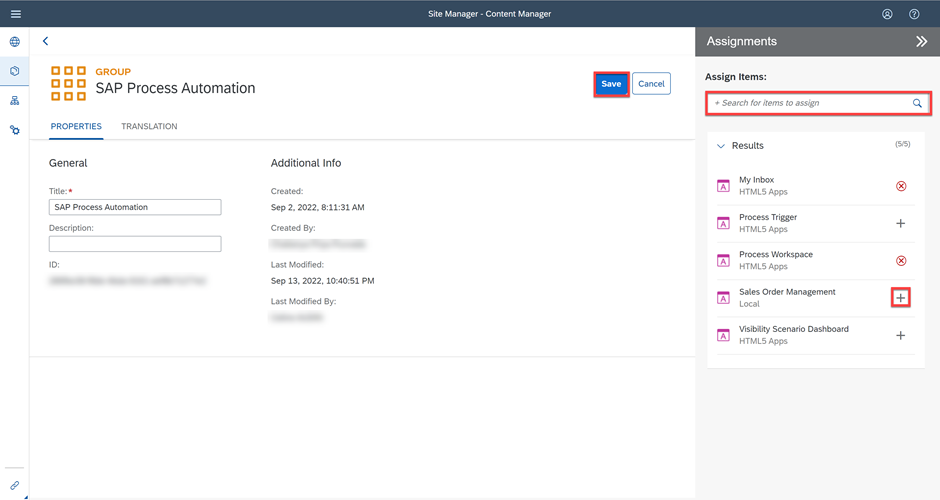 Site Manager - Content Manager
GROUP
SAP Process Automation
Save
Cancel
PROPERTIES
TRANSLATION
General
Title:*
SAP Process Automation
Description:
ID:
Additional Info
Created:
Sep 2, 2022, 8:11:31 AM
Created By:
Last Modified:
Sep 13, 2022, 10:40:51 PM
Last Modified By:
Assignments
Assign Items:
+ Search for items to assign
Results
(5/5)
My Inbox
HTML5 Apps
Process Trigger
HTML5 Apps
Process Workspace
HTML5 Apps
Sales Order Management
Local
Visibility Scenario Dashboard
HTML5 Apps